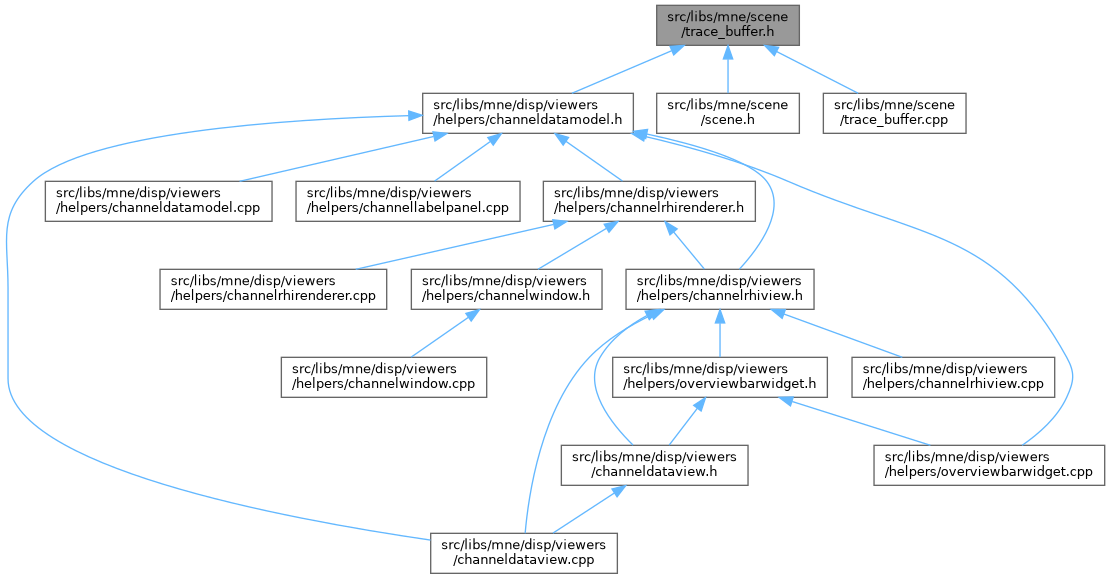 src/libs/mne/scene
/trace_buffer.h
src/libs/mne/disp/viewers
/helpers/channeldatamodel.h
src/libs/mne/scene
/scene.h
src/libs/mne/scene
/trace_buffer.cpp
src/libs/mne/disp/viewers
/helpers/channeldatamodel.cpp
src/libs/mne/disp/viewers
/helpers/channellabelpanel.cpp
src/libs/mne/disp/viewers
/helpers/channelrhirenderer.h
src/libs/mne/disp/viewers
/helpers/channelrhirenderer.cpp
src/libs/mne/disp/viewers
/helpers/channelwindow.h
src/libs/mne/disp/viewers
/helpers/channelrhiview.h
src/libs/mne/disp/viewers
/helpers/channelwindow.cpp
src/libs/mne/disp/viewers
/helpers/overviewbarwidget.h
src/libs/mne/disp/viewers
/helpers/channelrhiview.cpp
src/libs/mne/disp/viewers
/channeldataview.h
src/libs/mne/disp/viewers
/helpers/overviewbarwidget.cpp
src/libs/mne/disp/viewers
/channeldataview.cpp